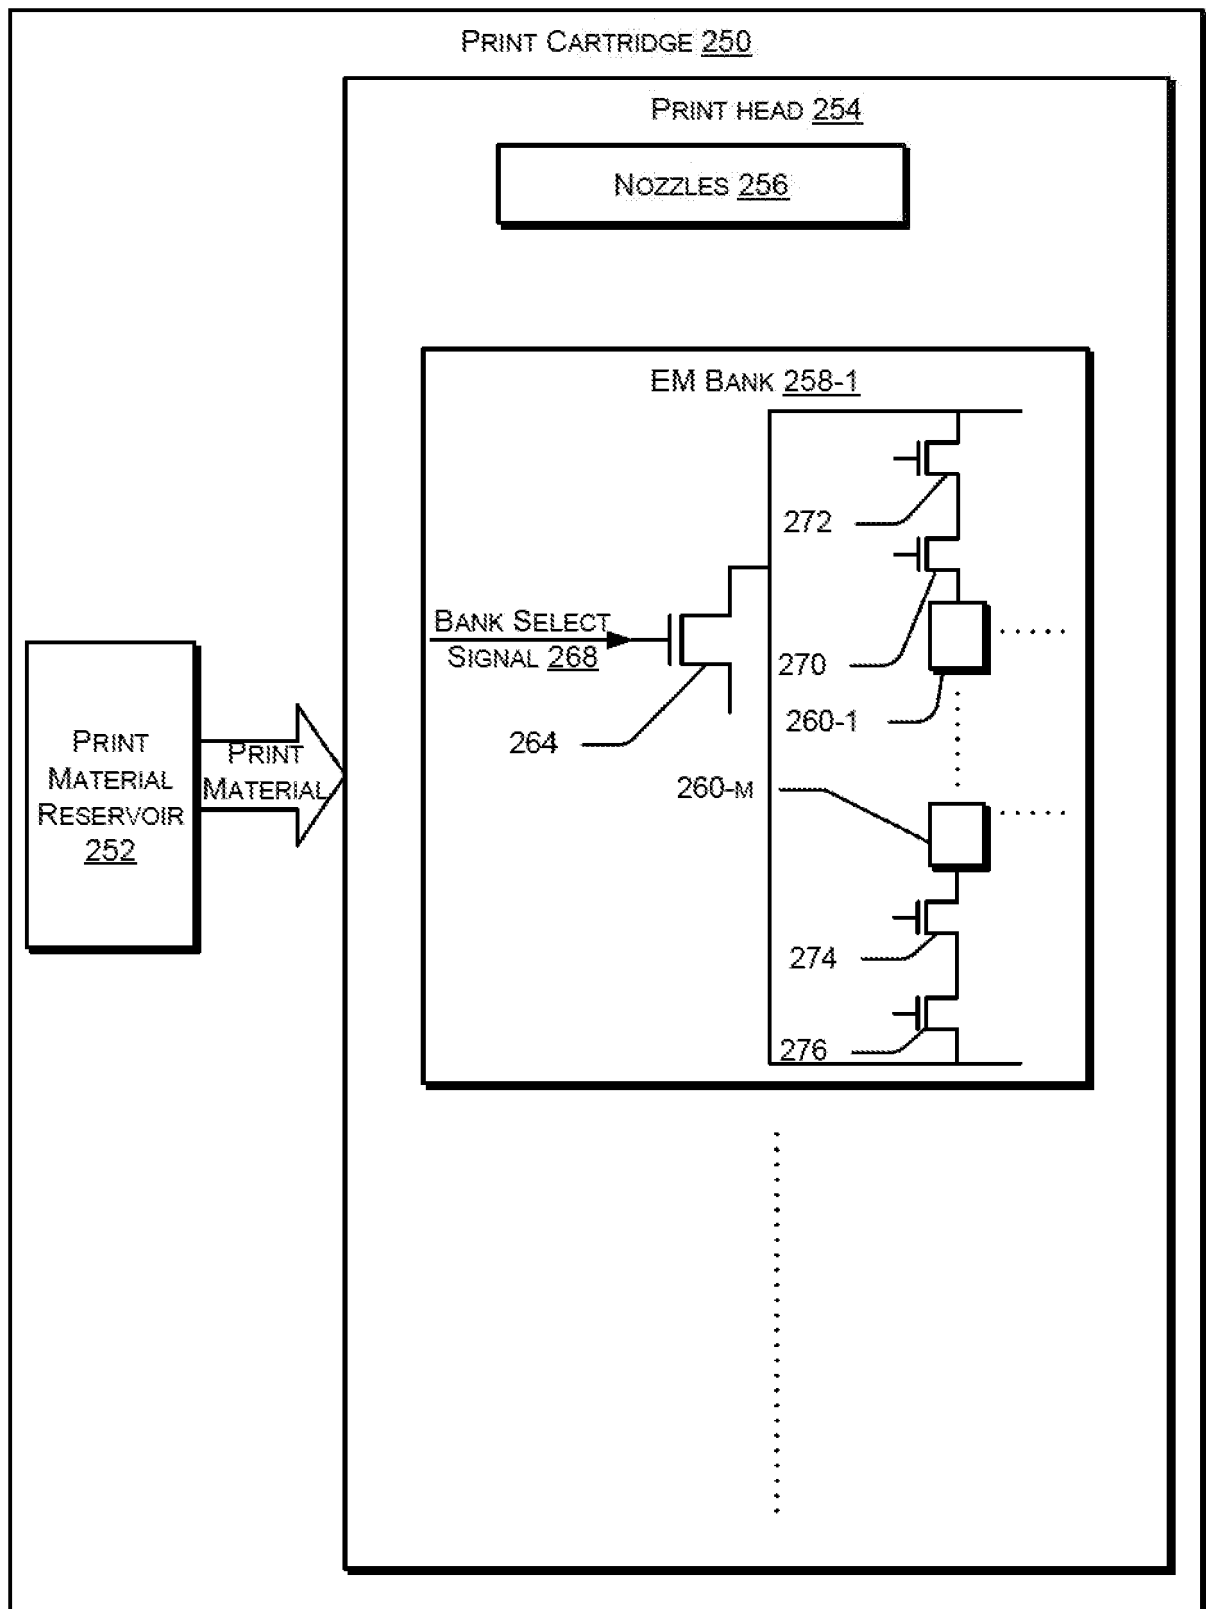 PRINT CARTRIDGE 250
PRINT HEAD 254
NOZZLES 256
EM BANK 258-1
272
BANK SELECT
SIGNAL 268
270
260-1
264
260-M
PRINT
MATERIAL
RESERVOIR
252
PRINT
MATERIAL
274
276